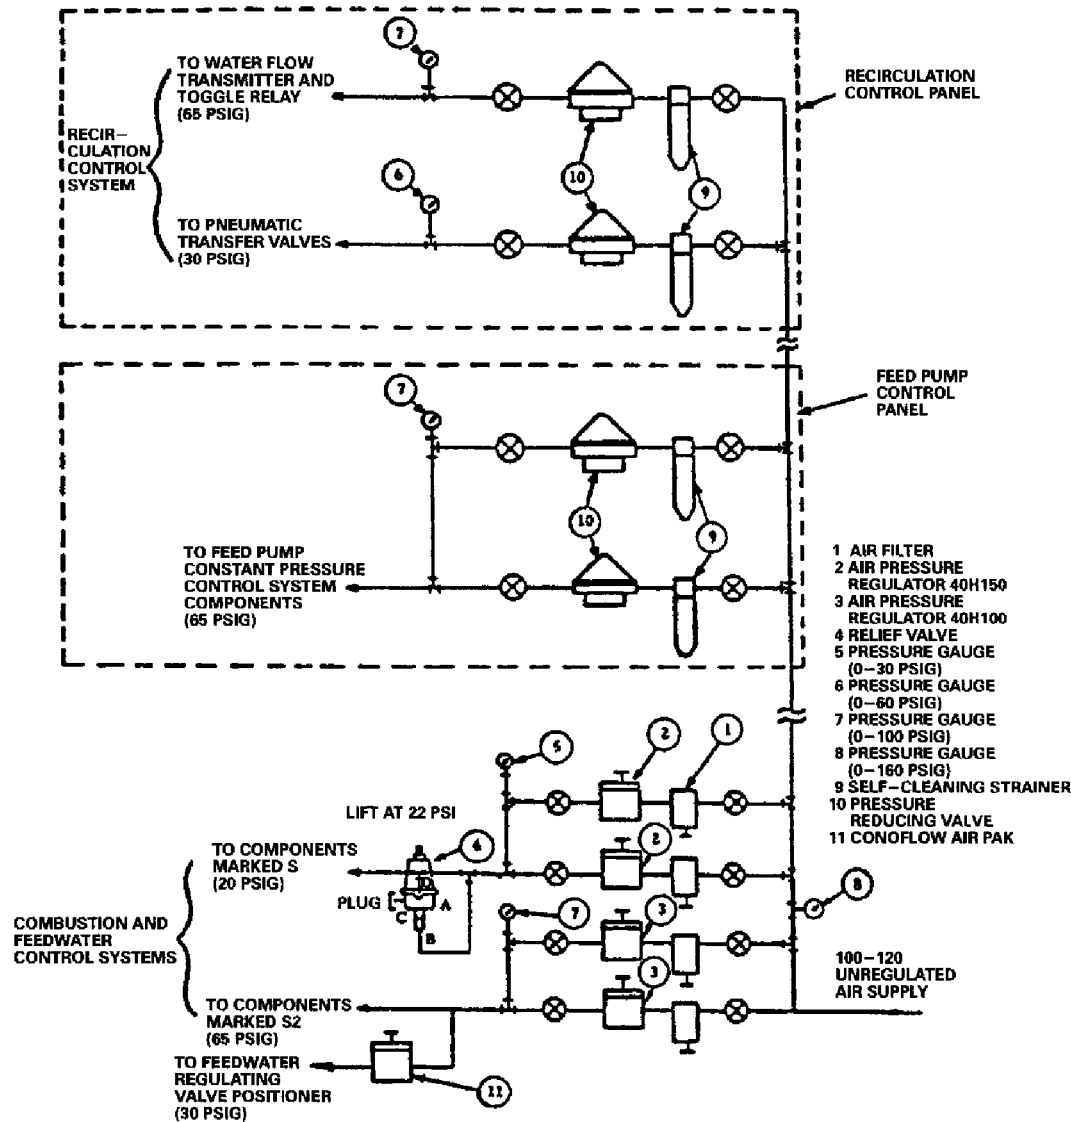 7
TO WATER FLOW
TRANSMITTER AND
TOGGLE RELAY
(65 PSIG)
RECIRCULATION
CONTROL PANEL
RECIR–
CULATION
CONTROL
SYSTEM
6
10
9
TO PNEUMATIC
TRANSFER VALVES
(30 PSIG)
7
FEED PUMP
CONTROL
PANEL
10
9
TO FEED PUMP
CONSTANT PRESSURE
CONTROL SYSTEM
COMPONENTS
(65 PSIG)
1 AIR FILTER
2 AIR PRESSURE
REGULATOR 40H150
3 AIR PRESSURE
REGULATOR 40H100
4 RELIEF VALVE
5 PRESSURE GAUGE
(0–30 PSIG)
6 PRESSURE GAUGE
(0–60 PSIG)
7 PRESSURE GAUGE
(0–100 PSIG)
8 PRESSURE GAUGE
(0–160 PSIG)
9 SELF–CLEANING STRAINER
10 PRESSURE
REDUCING VALVE
11 CONOFLOW AIR PAK
5
2
1
LIFT AT 22 PSI
4
2
TO COMPONENTS
MARKED S
(20 PSIG)
D
PLUG
A
C
B
8
7
3
COMBUSTION AND
FEEDWATER
CONTROL SYSTEMS
100–120
UNREGULATED
AIR SUPPLY
3
TO COMPONENTS
MARKED S2
(65 PSIG)
TO FEEDWATER
REGULATING
VALVE POSITIONER
(30 PSIG)
11